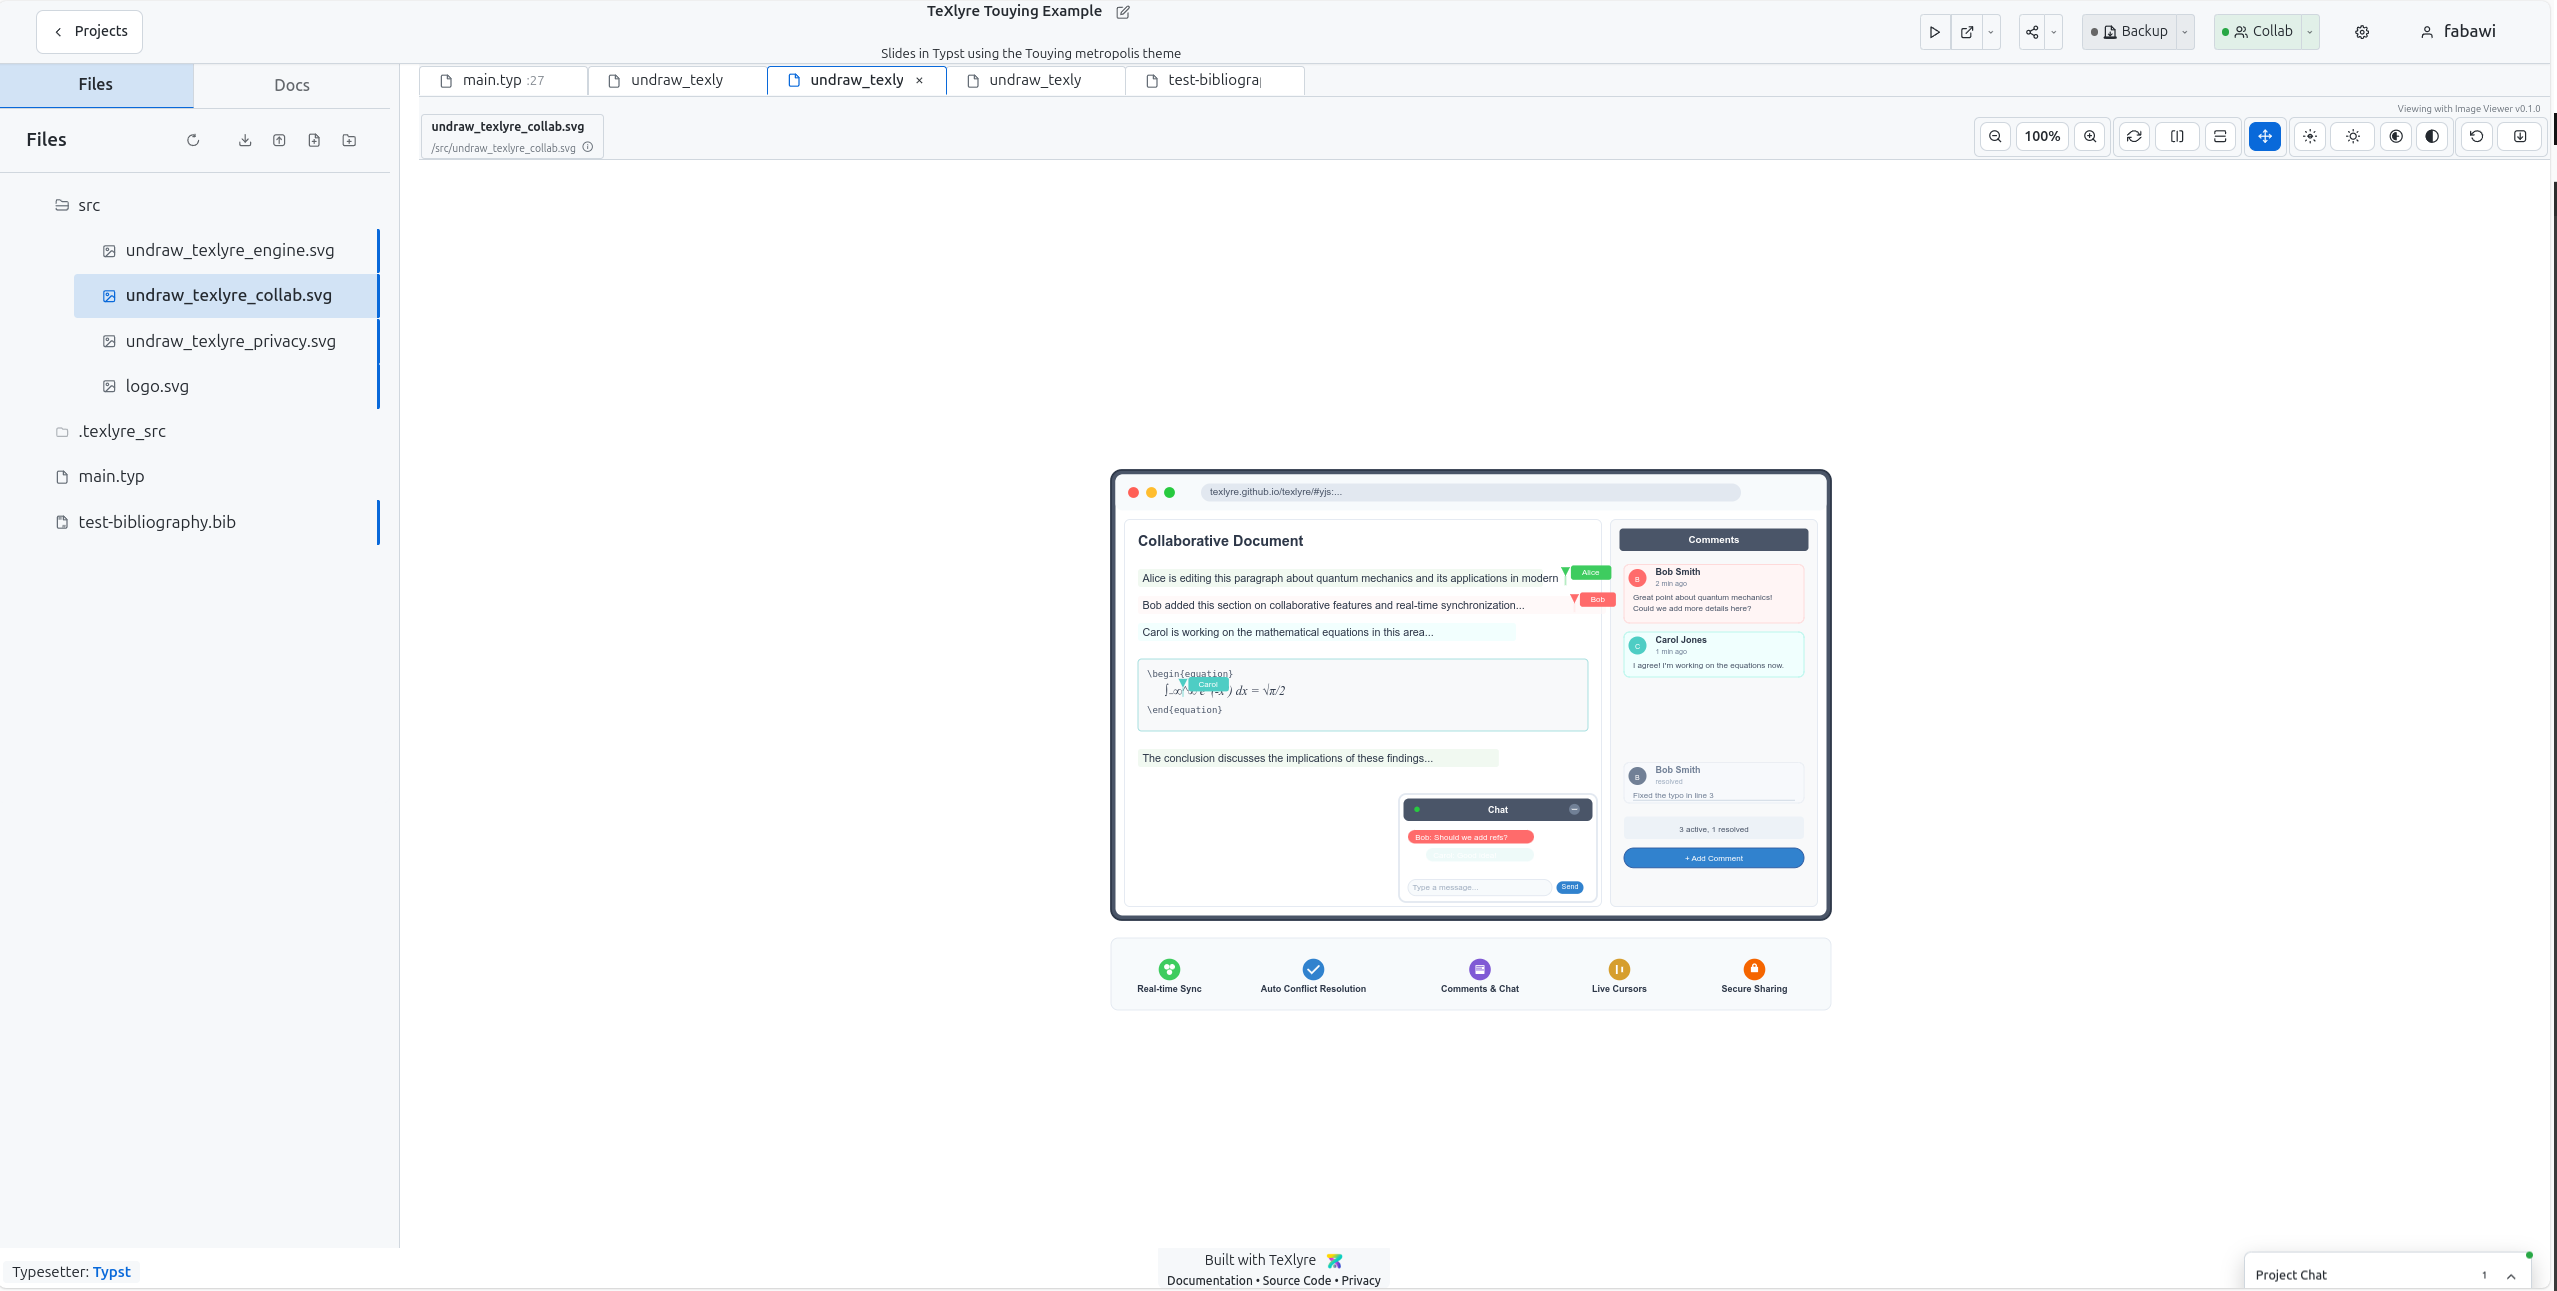 Projects
TeXlyre Touying Example
Slides in Typst using the Touying metropolis theme
Backup
Collab
fabawi
Files
Docs
main.typ :27
undraw_texly
undraw_texly ×
undraw_texly
test-bibliogra
Viewing with Image Viewer v0.1.0
Files
undraw_texlyre_collab.svg
/src/undraw_texlyre_collab.svg
100%
src
undraw_texlyre_engine.svg
undraw_texlyre_collab.svg
undraw_texlyre_privacy.svg
logo.svg
.texlyre_src
main.typ
test-bibliography.bib
texlyre.github.io/texlyre/#yjs:...
Collaborative Document
Alice is editing this paragraph about quantum mechanics and its applications in modern
Alice
Bob added this section on collaborative features and real-time synchronization...
Bob
Carol is working on the mathematical equations in this area...
\begin{equation}
Carol
dx = √π/2
\end{equation}
The conclusion discusses the implications of these findings...
Comments
B
Bob Smith
2 min ago
Great point about quantum mechanics!
Could we add more details here?
C
Carol Jones
1 min ago
I agree! I'm working on the equations now.
B
Bob Smith
resolved
Fixed the typo in line 3
3 active, 1 resolved
+ Add Comment
Chat
Bob: Should we add refs?
Type a message...
Send
Real-time Sync
Auto Conflict Resolution
Comments & Chat
Live Cursors
Secure Sharing
Typesetter: Typst
Built with TeXlyre
Documentation • Source Code • Privacy
Project Chat
1